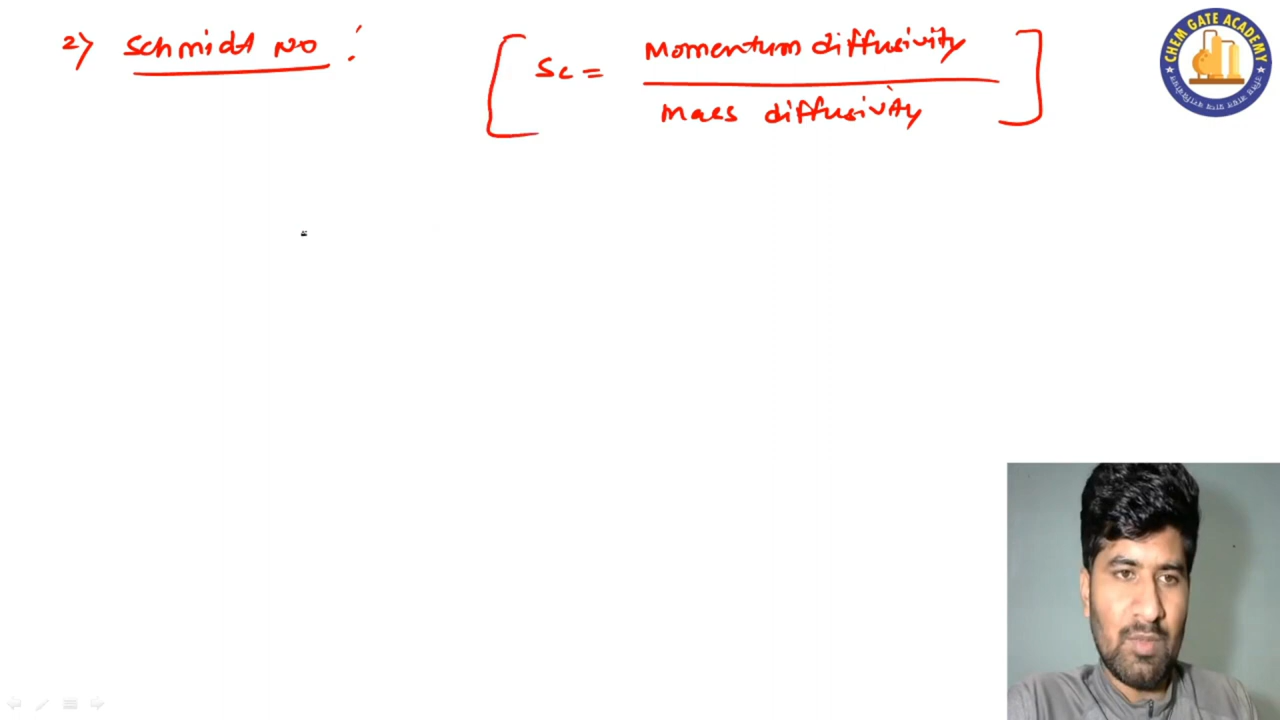 2) Schmidt No :
Sc = Momentum diffusivity
mass diffusivity
CHEM GATE ACADEMY